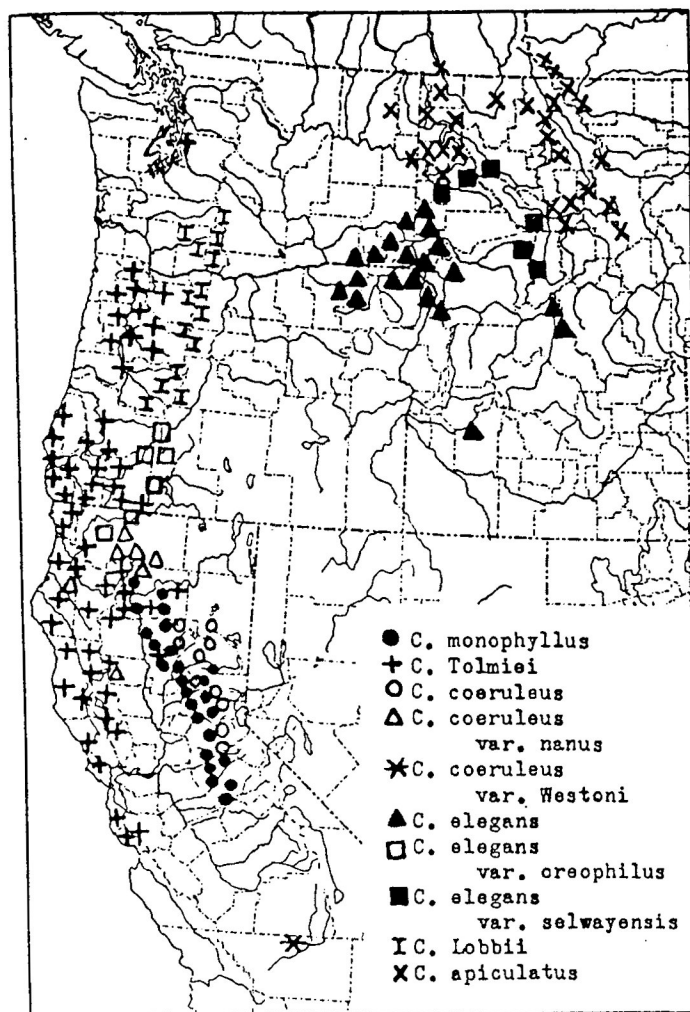 C. monophyllus
C. Tolmiei
C. coeruleus
C. coeruleus
var. nanus
C. coeruleus
var. Westoni
C. elegans
C. elegans
var. oreophilus
C. elegans
var. selwayensis
C. Lobbii
C. apiculatus